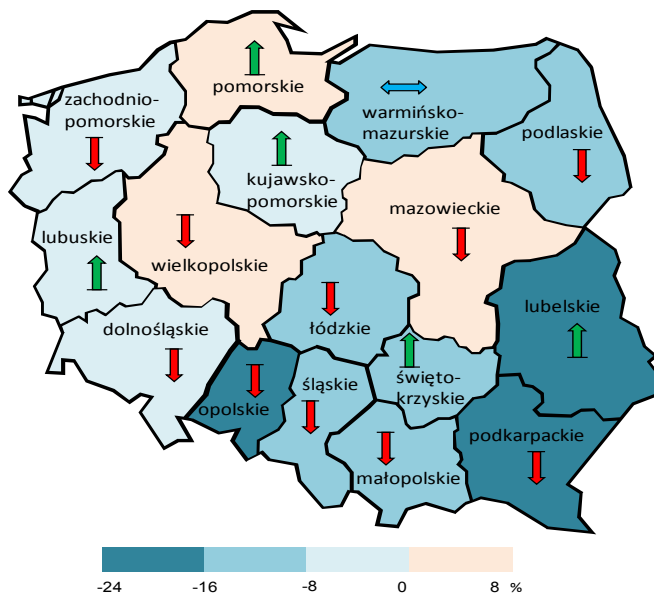 pomorskie
zachodnio-
pomorskie
warmińsko-
mazurskie
podlaskie
kujawsko-
pomorskie
mazowieckie
lubuskie
wielkopolskie
lubelskie
dolnośląskie
łódzkie
śląskie
święto-
krzyskie
opolskie
podkarpackie
małopolskie
-24 -16 -8 0 8 %